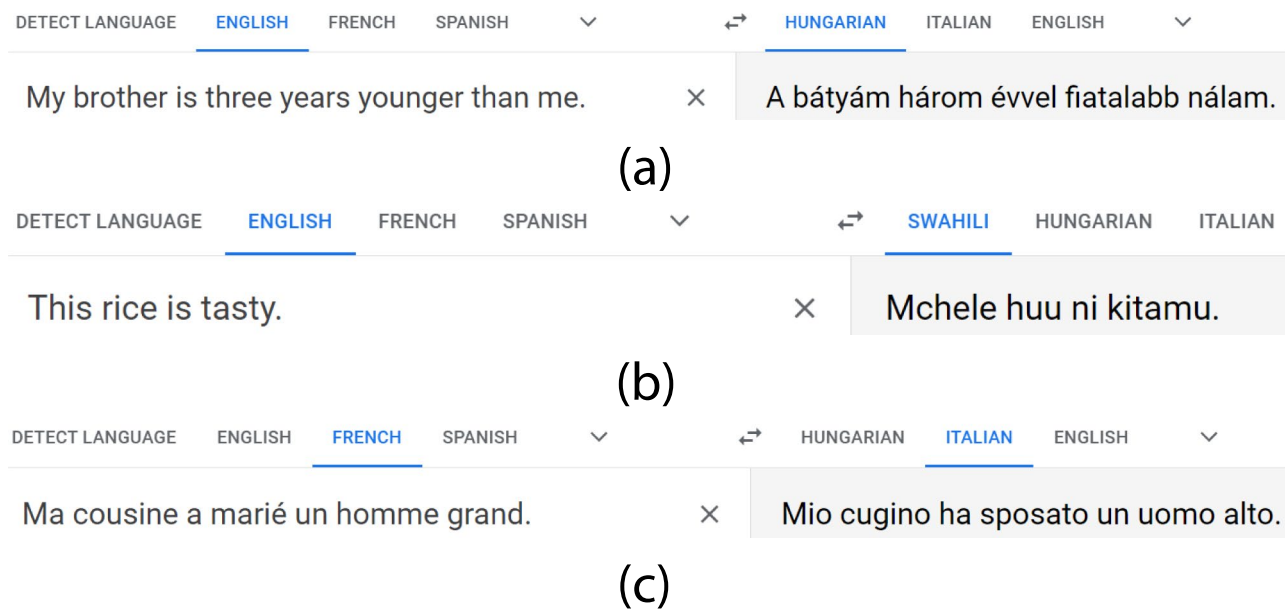 DETECT LANGUAGE ENGLISH FRENCH SPANISH HUNGARIAN ITALIAN ENGLISH
My brother is three years younger than me. A bátyám három évvel fiatalabb nálam.
(a)
DETECT LANGUAGE ENGLISH FRENCH SPANISH SWAHILI HUNGARIAN ITALIAN
This rice is tasty. Mchele huu ni kitamu.
(b)
DETECT LANGUAGE ENGLISH FRENCH SPANISH HUNGARIAN ITALIAN ENGLISH
Ma cousine a marié un homme grand. Mio cugino ha sposato un uomo alto.
(c)